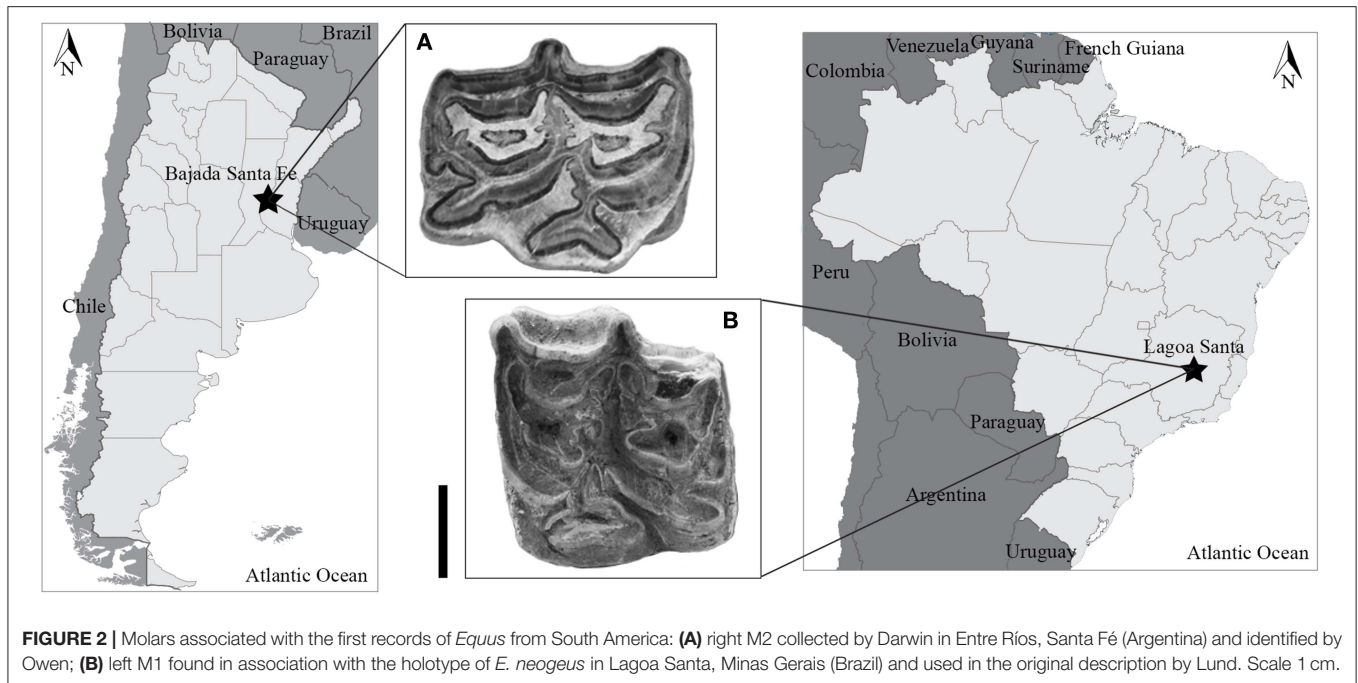 Bolivia
Brazil
Paraguay
N
Bajada Santa Fé
Uruguay
Chile
Atlantic Ocean
A
B
Venezuela
Guyana
French Guiana
Suriname
Colombia
N
Peru
Bolivia
Lagoa Santa
Paraguay
Argentina
Uruguay
Atlantic Ocean
FIGURE 2 | Molars associated with the first records of Equus from South America: (A) right M2 collected by Darwin in Entre Ríos, Santa Fé (Argentina) and identified by
Owen; (B) left M1 found in association with the holotype of E. neogeus in Lagoa Santa, Minas Gerais (Brazil) and used in the original description by Lund. Scale 1 cm.